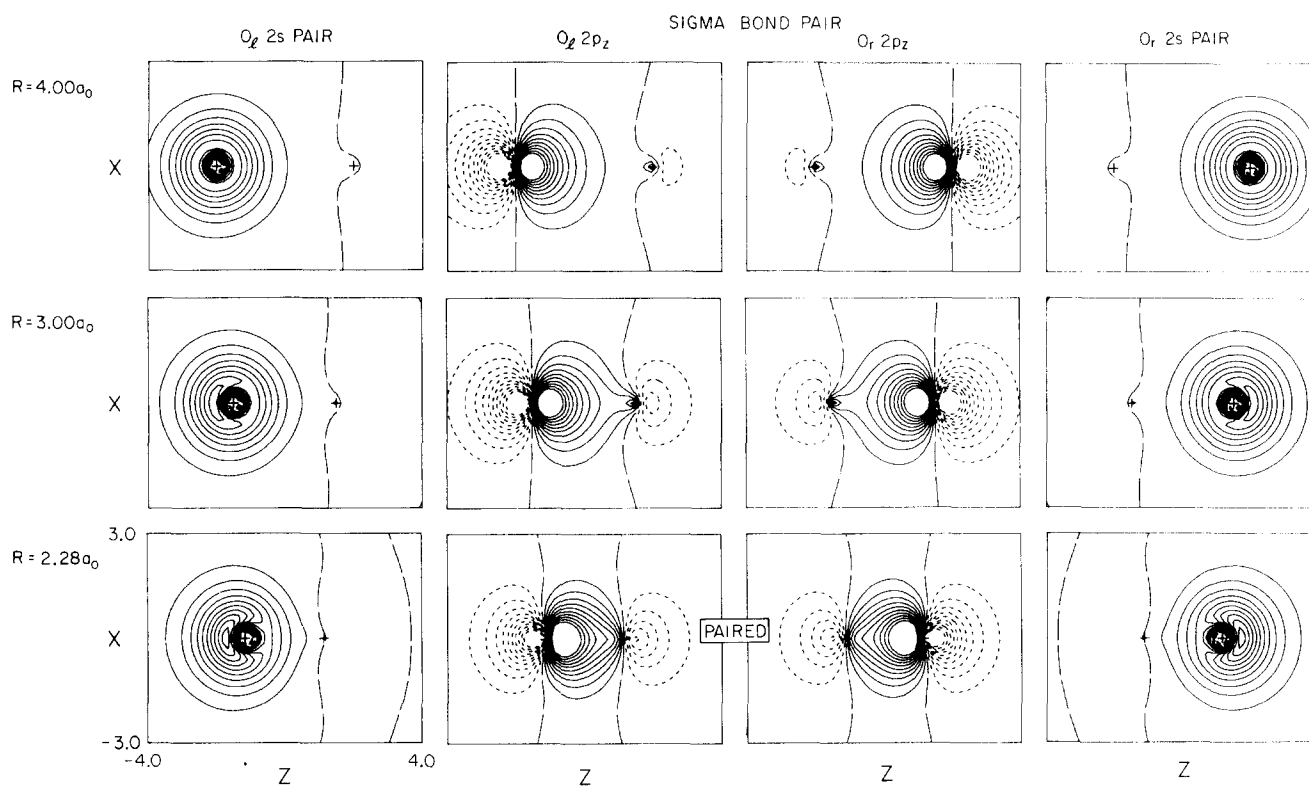 SIGMA BOND PAIR
Oℓ 2s PAIR
Oℓ 2pz
Or 2pz
Or 2s PAIR
R=4.00a₀
X
R=3.00a₀
X
R=2.28a₀
3.0
X
-3.0
PAIRED
-4.0
4.0
Z
Z
Z
Z